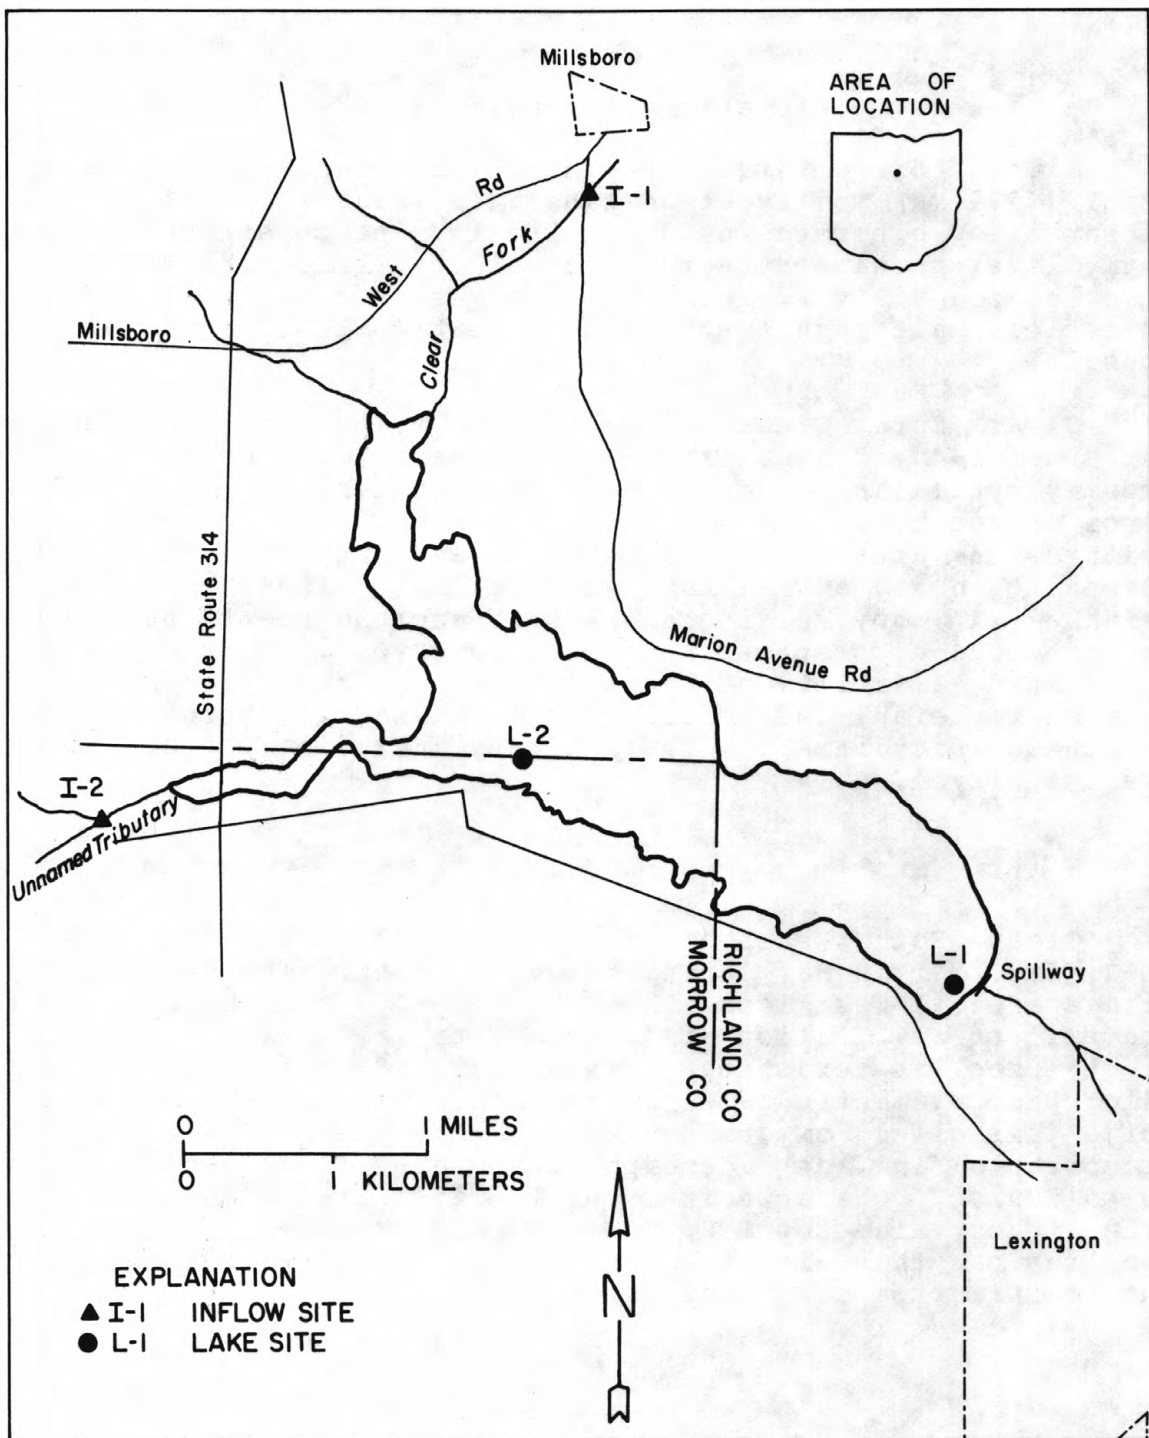 Millsboro
AREA OF
LOCATION
I-1
Rd
Fork
West
Millsboro
Clear
State Route 314
Marion Avenue Rd
L-2
I-2
Unnamed Tributary
L-1
Spillway
RICHLAND CO
MORROW CO
0 1 MILES
0 1 KILOMETERS
Lexington
N
EXPLANATION
▲ I-1 INFLOW SITE
● L-1 LAKE SITE